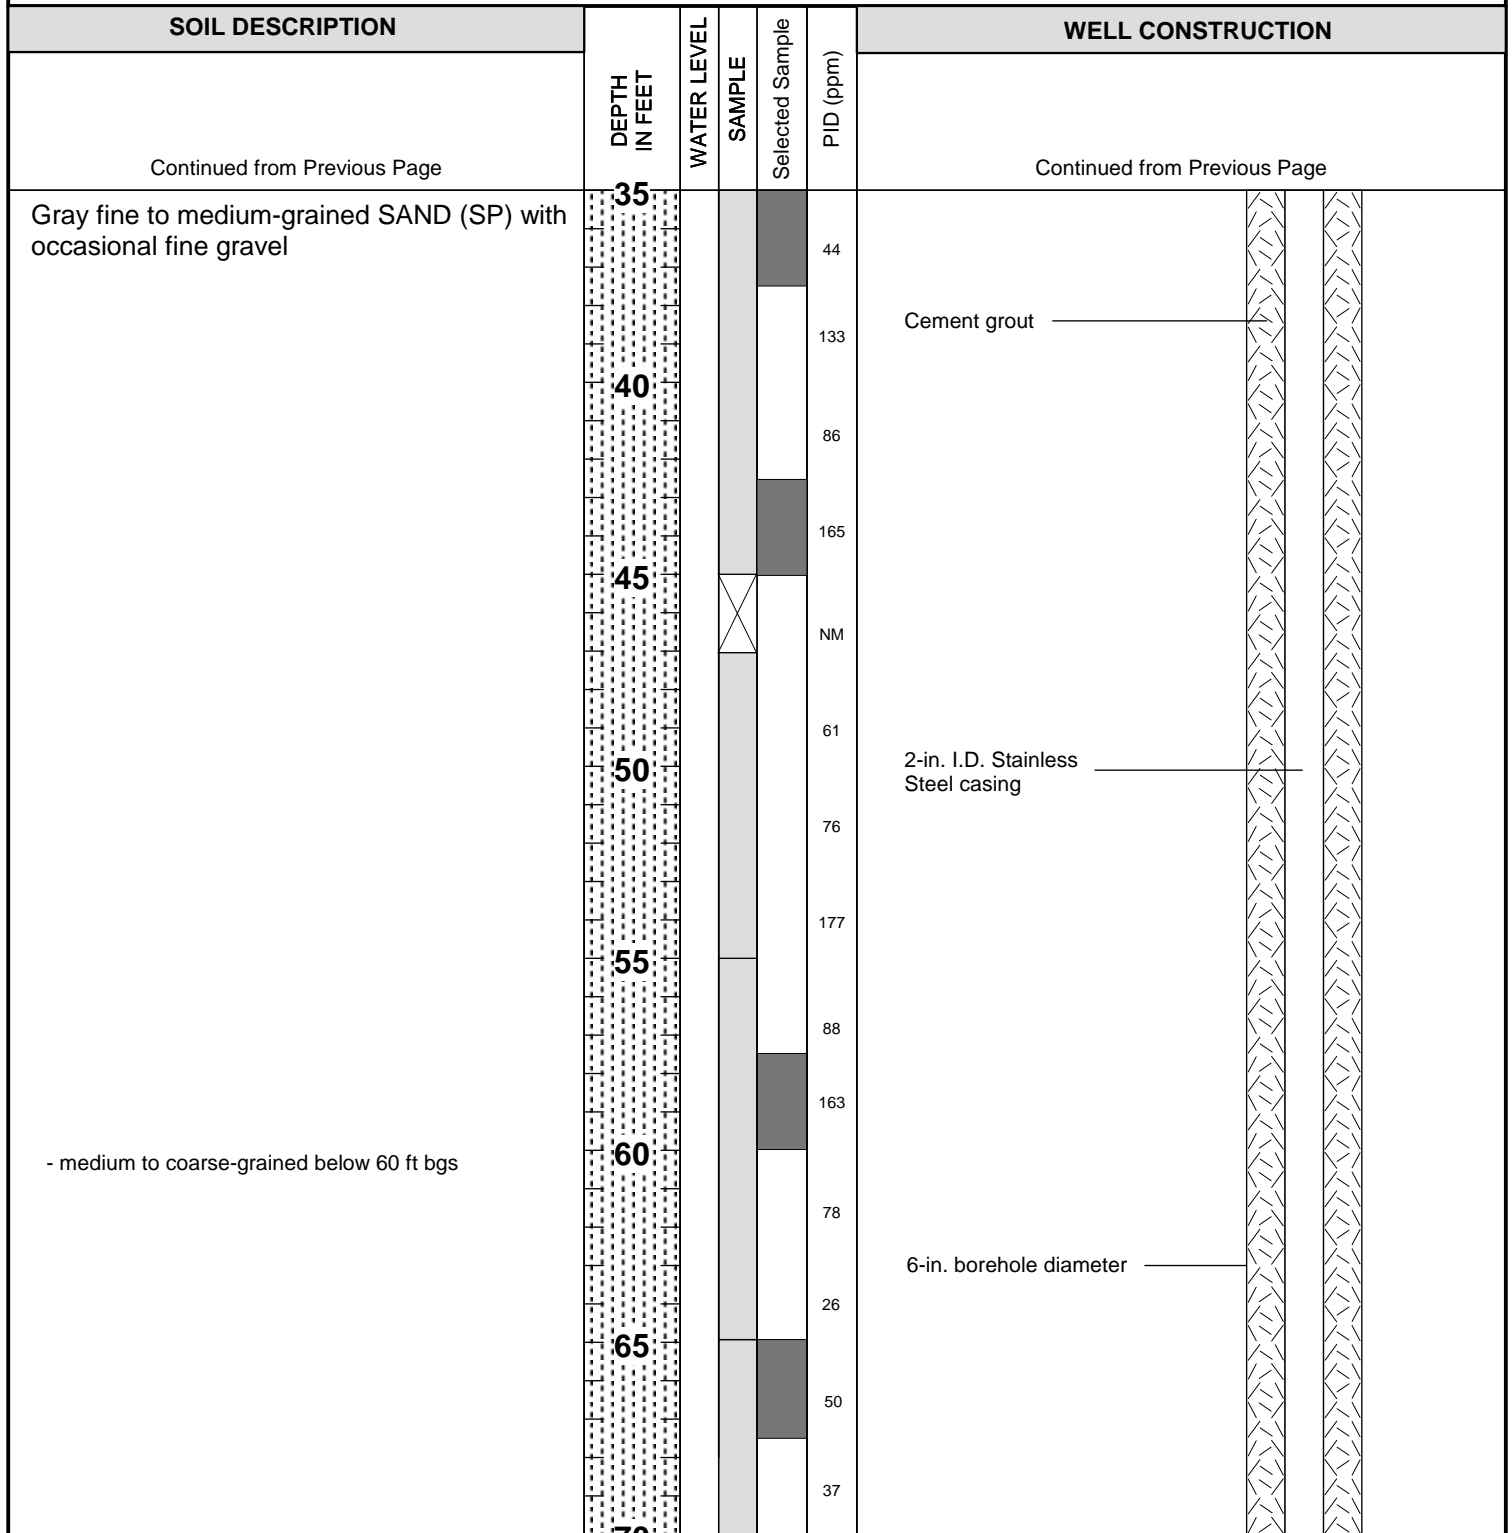 SOIL DESCRIPTION
DEPTH
IN FEET
WATER LEVEL
SAMPLE
Selected Sample
PID (ppm)
WELL CONSTRUCTION
Continued from Previous Page
Continued from Previous Page
35
Gray fine to medium-grained SAND (SP) with
occasional fine gravel
44
Cement grout
133
40
86
165
45
NM
61
2-in. I.D. Stainless
Steel casing
50
76
177
55
88
163
60
- medium to coarse-grained below 60 ft bgs
78
6-in. borehole diameter
26
65
50
37
70